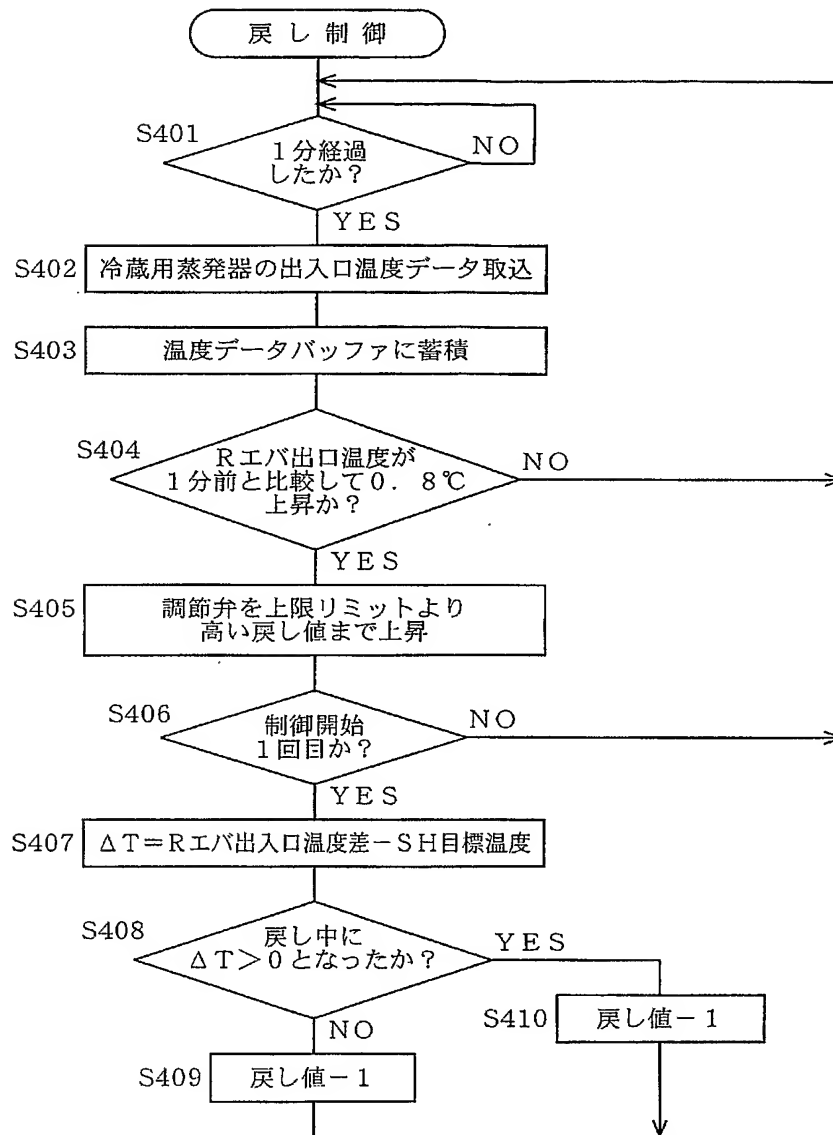 戻し制御
S401
1分経過
したか?
NO
YES
S402
冷蔵用蒸発器の出入口温度データ取込
S403
温度データバッファに蓄積
S404
Rエバ出口温度が
1分前と比較して0.8℃
上昇か?
NO
YES
S405
調節弁を上限リミットより
高い戻し値まで上昇
S406
制御開始
1回目か?
NO
YES
S407
ΔT=Rエバ出入口温度差-SH目標温度
S408
戻し中に
ΔT>0となったか?
YES
NO
S410
戻し値-1
S409
戻し値-1